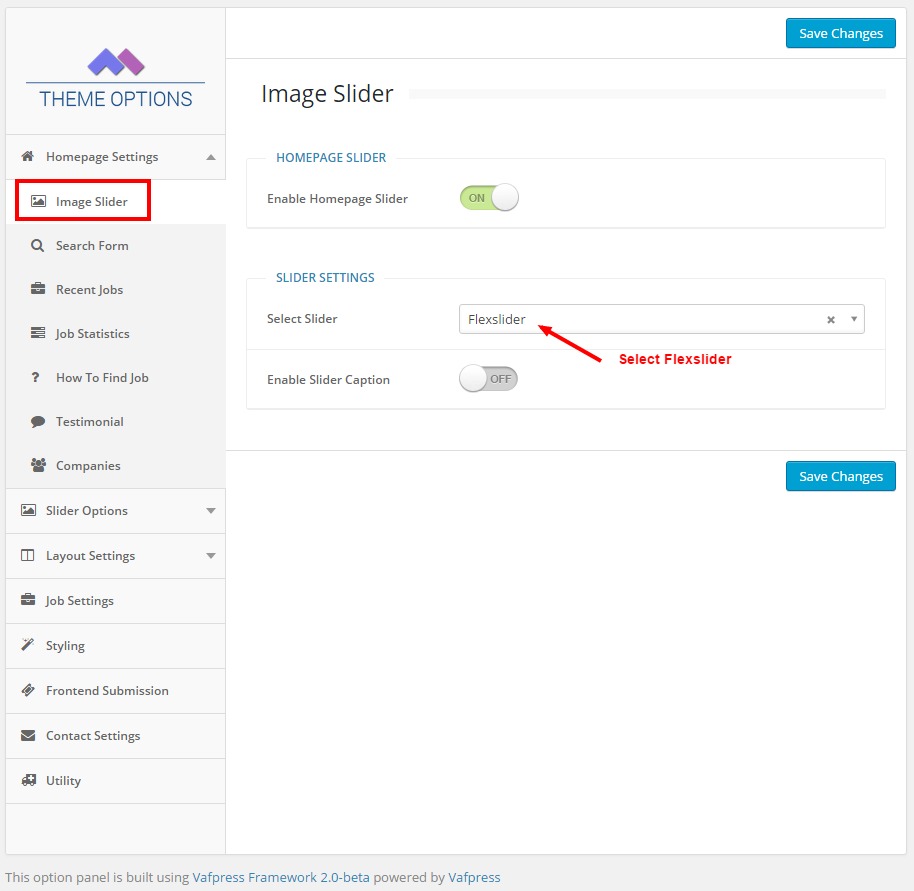 Save Changes
THEME OPTIONS
Image Slider
Homepage Settings
HOMEPAGE SLIDER
Image Slider
Enable Homepage Slider
ON
Search Form
SLIDER SETTINGS
Recent Jobs
Select Slider
Flexslider
Job Statistics
Select Flexslider
How To Find Job
Enable Slider Caption
OFF
Testimonial
Companies
Save Changes
Slider Options
Layout Settings
Job Settings
Styling
Frontend Submission
Contact Settings
Utility
This option panel is built using Vafpress Framework 2.0-beta powered by Vafpress